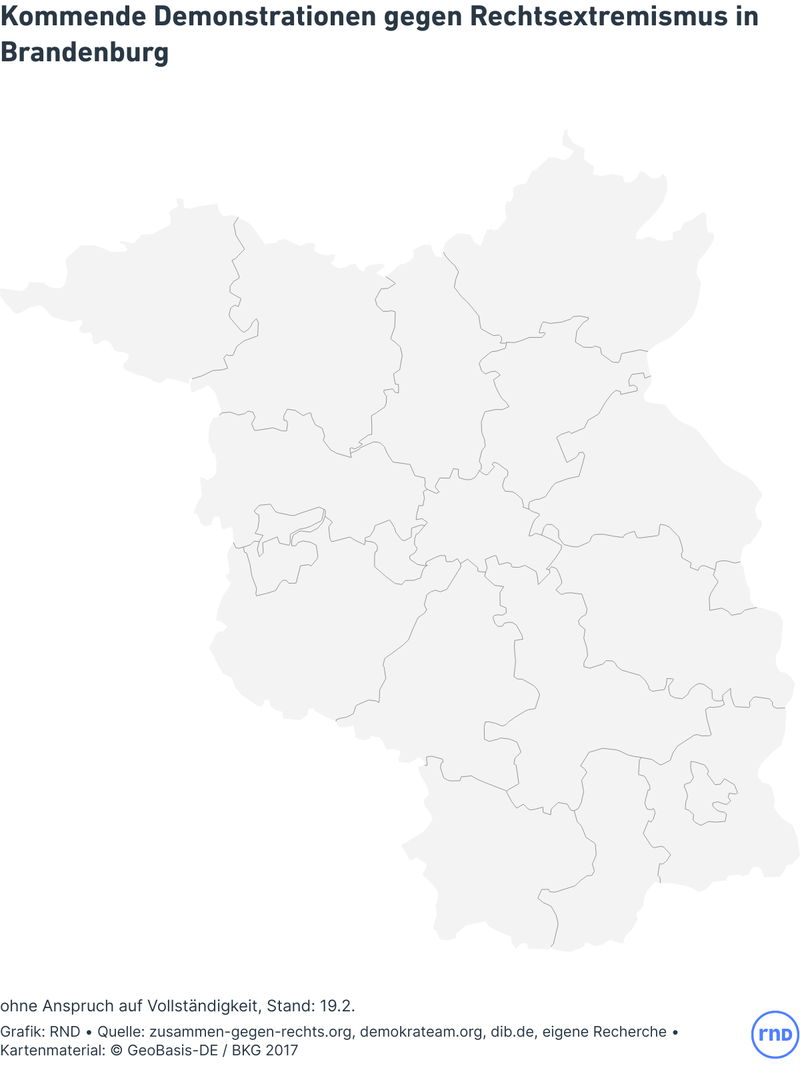 Kommende Demonstrationen gegen Rechtsextremismus in
Brandenburg
ohne Anspruch auf Vollständigkeit, Stand: 19.2.
Grafik: RND • Quelle: zusammen-gegen-rechts.org, demokrateam.org, dib.de, eigene Recherche •
Kartenmaterial: © GeoBasis-DE / BKG 2017
rnd